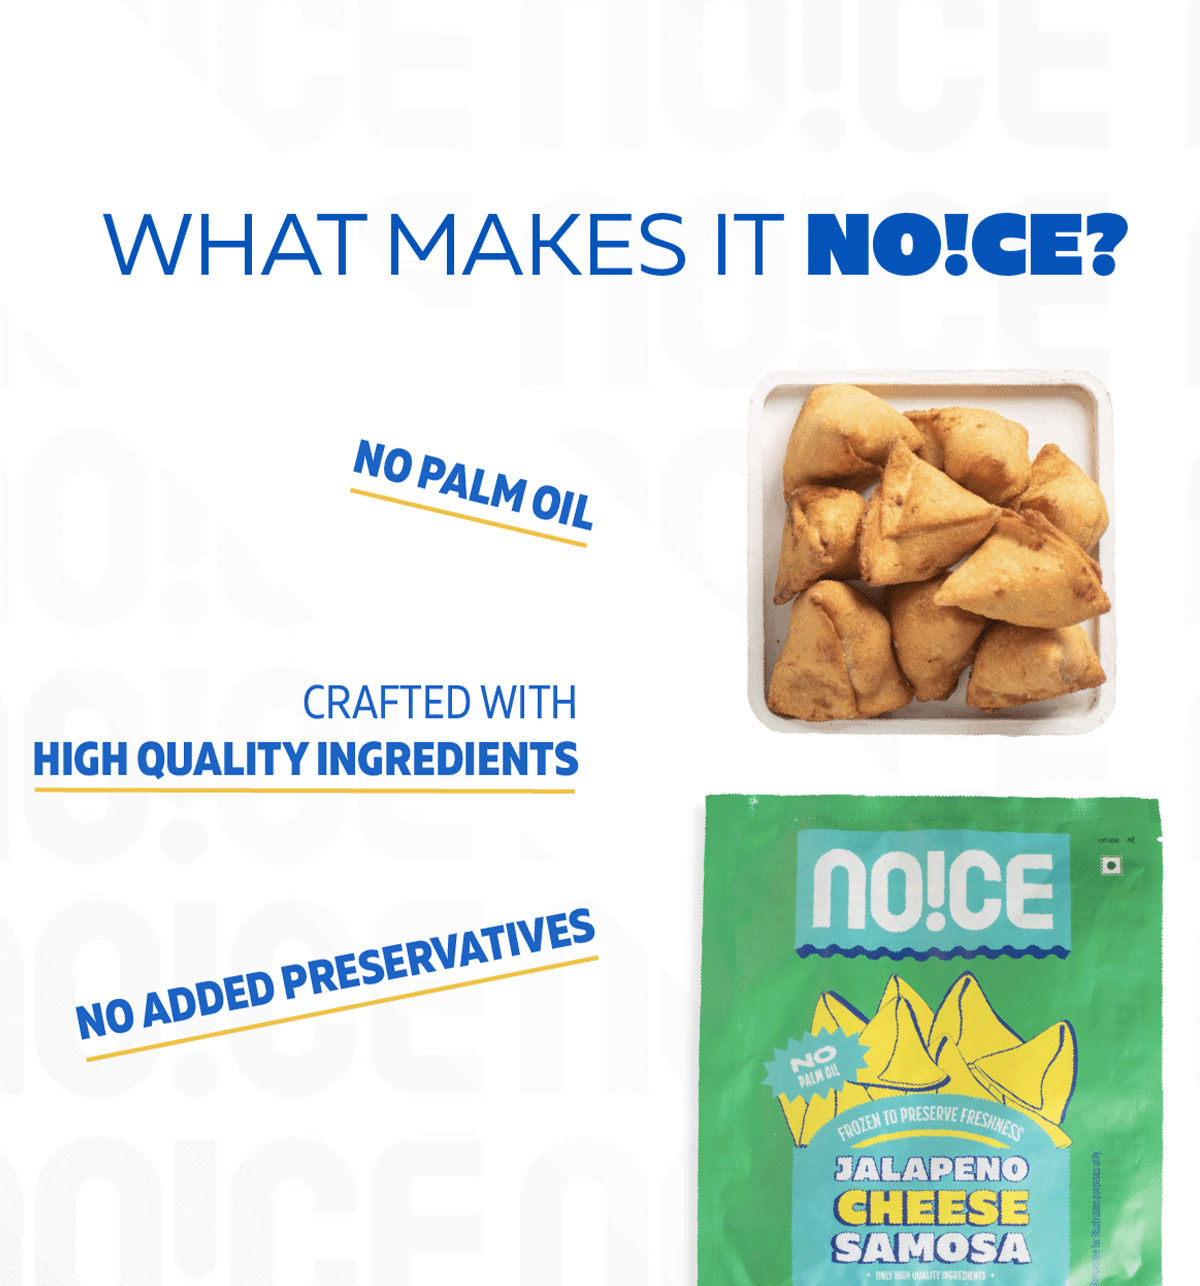 WHAT MAKES IT NO!CE?
NO PALM OIL
CRAFTED WITH
HIGH QUALITY INGREDIENTS
NO ADDED PRESERVATIVES
NO!CE
NO
PALM OIL
FROZEN TO PRESERVE FRESHNESS
JALAPENO
CHEESE
SAMOSA
• ONLY HIGH QUALITY INGREDIENTS •